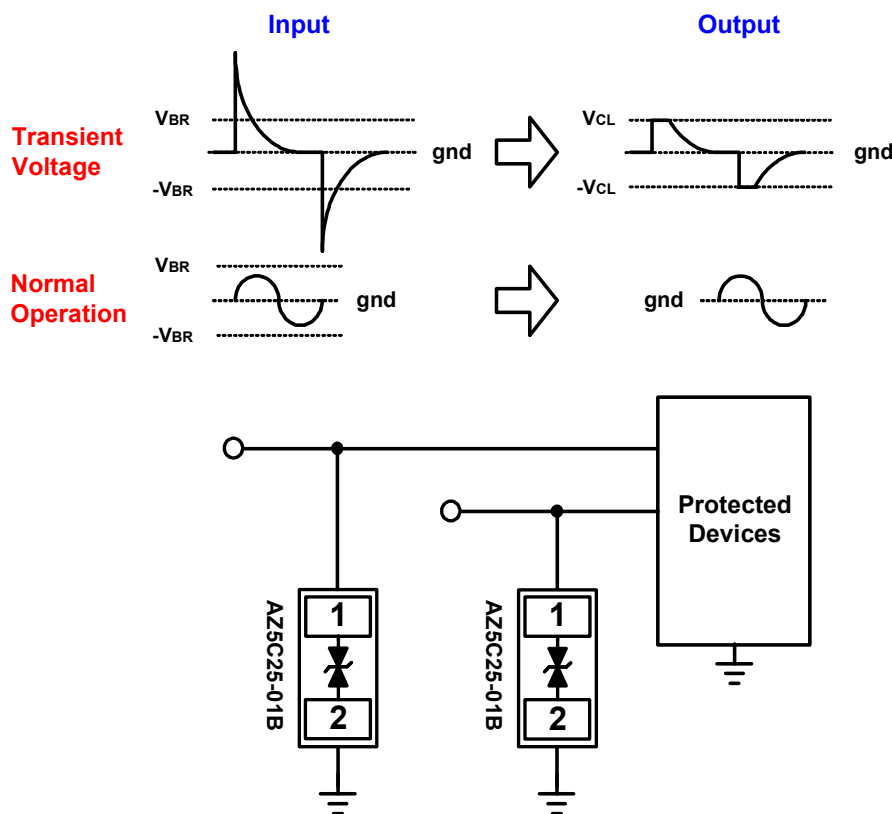 Input
Output
Transient
Voltage
VBR
gnd
-VBR
VCL
gnd
-VCL
Normal
Operation
VBR
gnd
-VBR
gnd
Protected
Devices
AZ5C25-01B
1
2
AZ5C25-01B
1
2